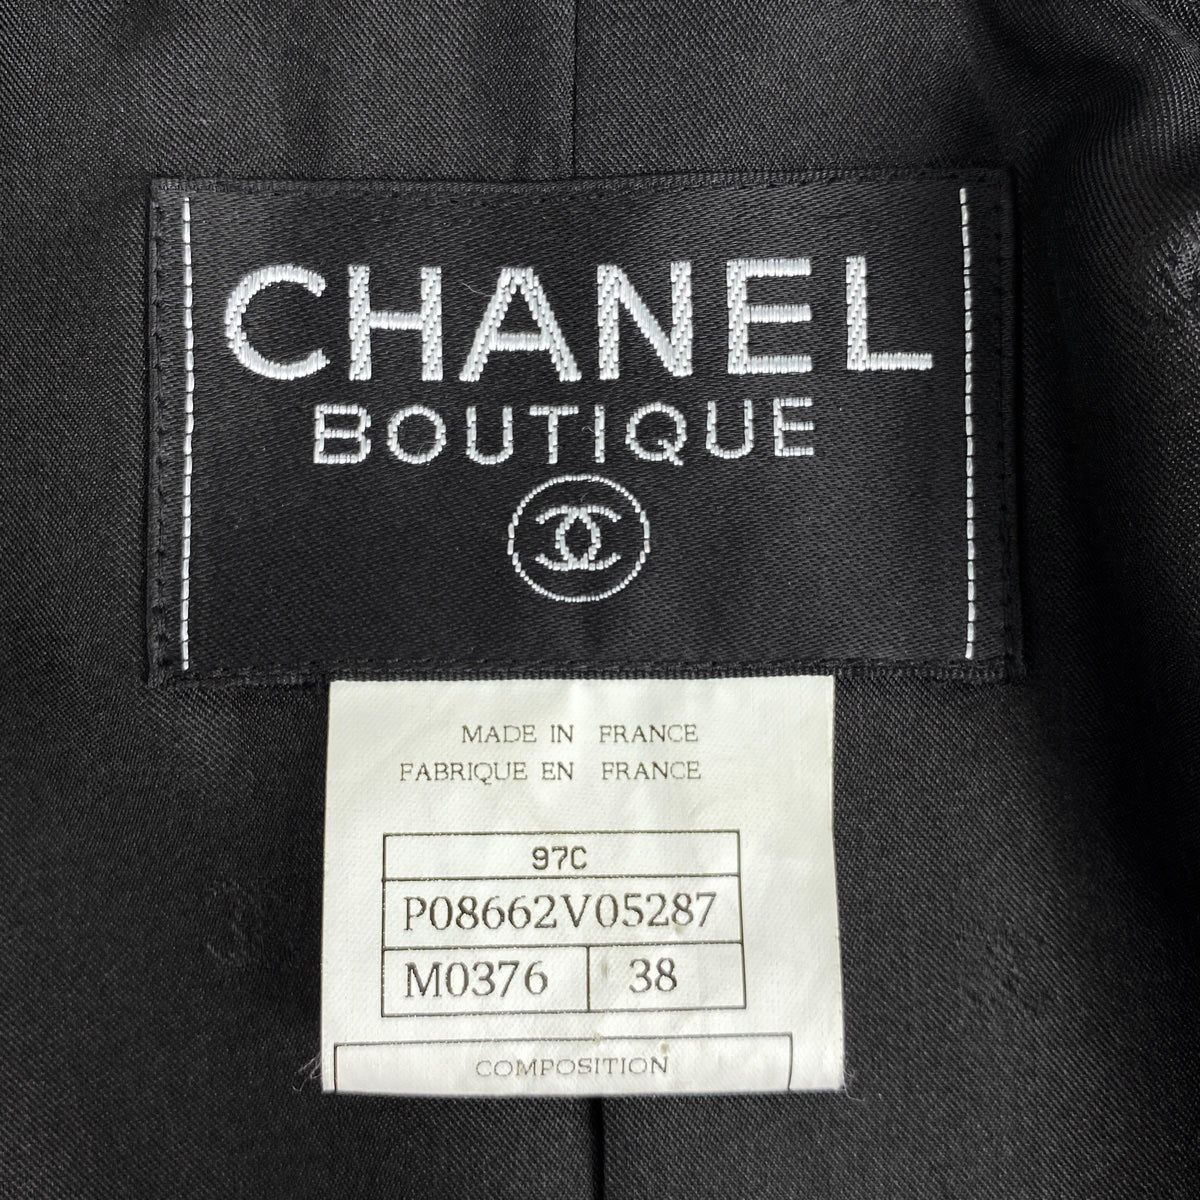 CHANEL
BOUTIQUE
MADE IN FRANCE
FABRIQUE EN FRANCE
97C
P08662V05287
M0376 38
COMPOSITION